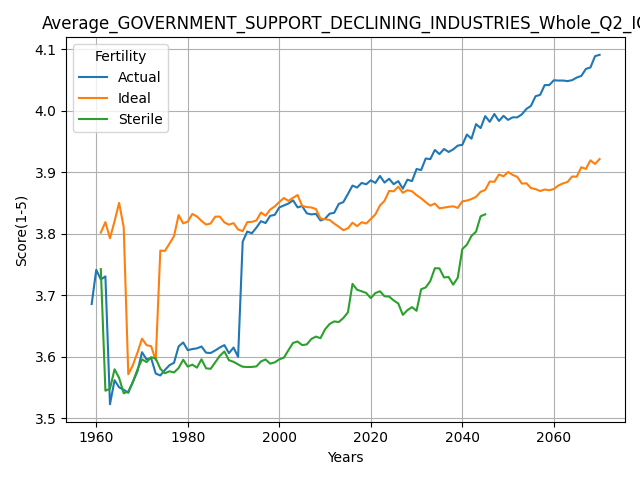 Average_GOVERNMENT_SUPPORT_DECLINING_INDUSTRIES_Whole_Q2_IC
Fertility
Actual
Ideal
Sterile
4.1
4.0
3.9
3.8
3.7
3.6
3.5
Score(1-5)
1960 1980 2000 2020 2040 2060
Years